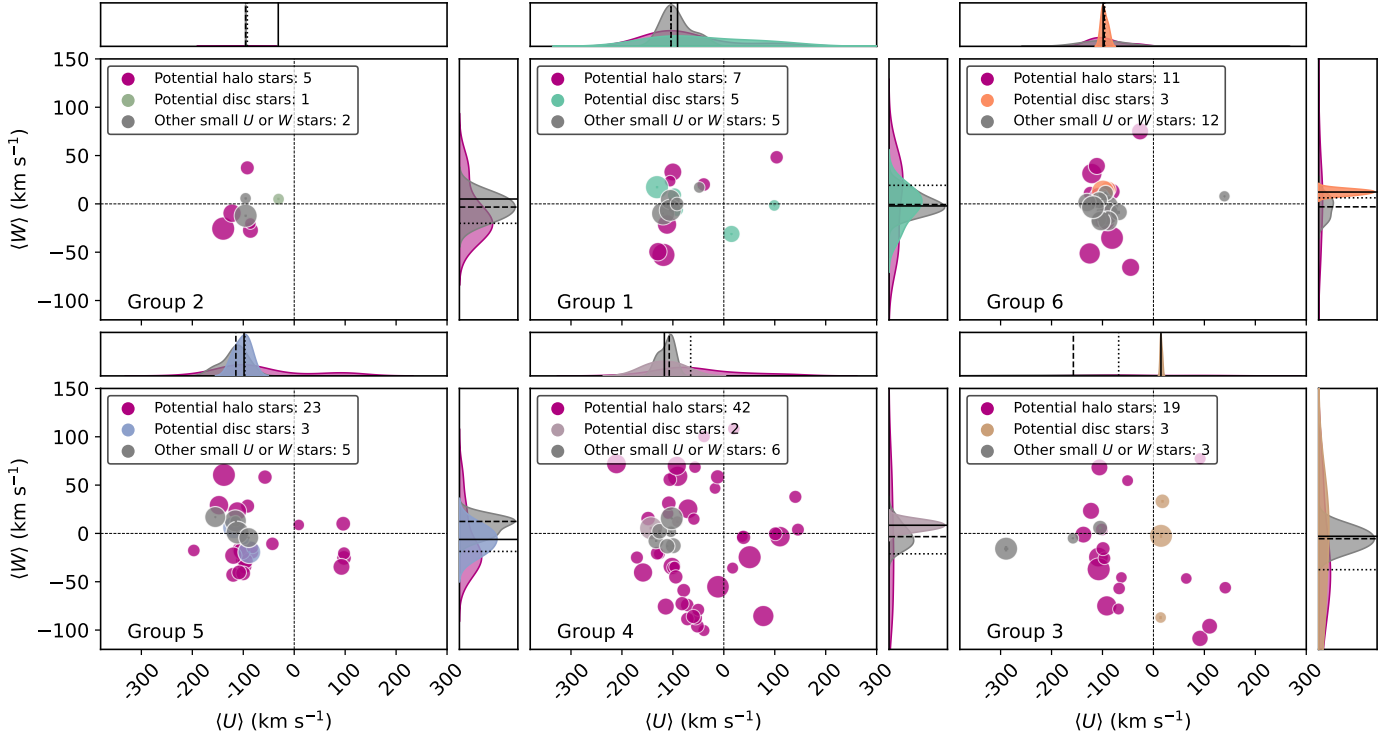 150
100
50
0
−50
−100
⟨W⟩ (km s⁻¹)
Potential halo stars: 5
Potential disc stars: 1
Other small U or W stars: 2
Group 2
Potential halo stars: 7
Potential disc stars: 5
Other small U or W stars: 5
Group 1
Potential halo stars: 11
Potential disc stars: 3
Other small U or W stars: 12
Group 6
150
100
50
0
−50
−100
⟨W⟩ (km s⁻¹)
Potential halo stars: 23
Potential disc stars: 3
Other small U or W stars: 5
Group 5
Potential halo stars: 42
Potential disc stars: 2
Other small U or W stars: 6
Group 4
Potential halo stars: 19
Potential disc stars: 3
Other small U or W stars: 3
Group 3
-300 -200 -100 0 100 200 300
-300 -200 -100 0 100 200 300
-300 -200 -100 0 100 200 300
⟨U⟩ (km s⁻¹)
⟨U⟩ (km s⁻¹)
⟨U⟩ (km s⁻¹)